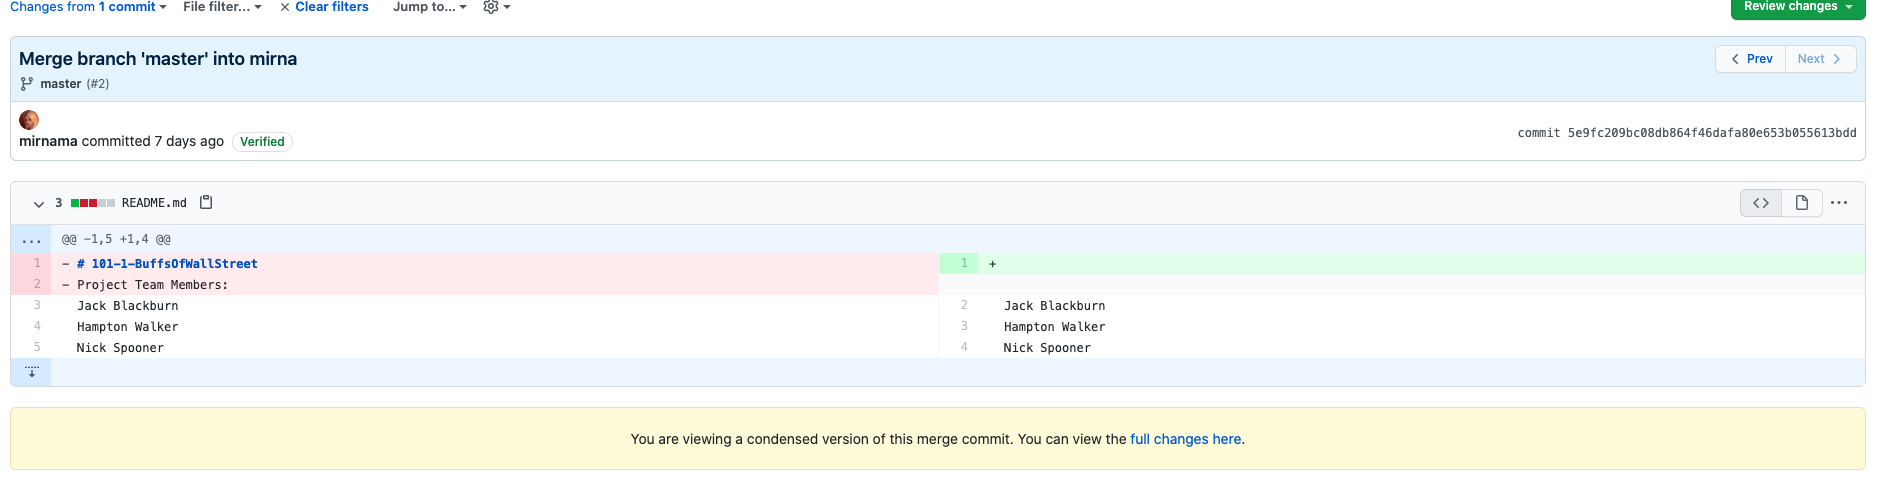 Changes from 1 commit File filter... Clear filters Jump to... Review changes
Merge branch 'master' into mirna
Prev Next
master (#2)
mirnama committed 7 days ago Verified
commit 5e9fc209bc08db864f46dafa80e653b055613bdd
3 README.md
... @@ -1,5 +1,4 @@
1 - # 101-1-BuffsOfWallStreet 1 +
2 - Project Team Members:
3 Jack Blackburn 2 Jack Blackburn
4 Hampton Walker 3 Hampton Walker
5 Nick Spooner 4 Nick Spooner
You are viewing a condensed version of this merge commit. You can view the full changes here.